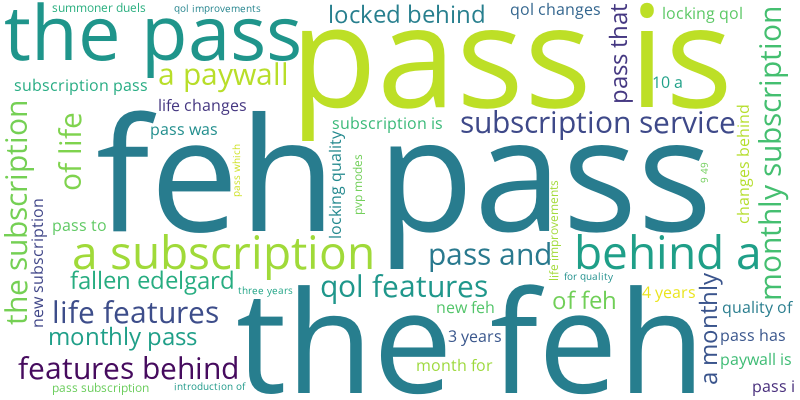 summoner duels
qol improvements
the pass
locked behind
qol changes
locking qol
pass is
pass that
a paywall
subscription pass
10 a
life changes
pass was
subscription is
subscription service
monthly subscription
the subscription
of life
feh pass
pass which
locking quality
pvp modes
9 49
changes behind
new subscription
pass to
a subscription
pass and
life improvements
behind a
fallen edelgard
three years
qol features
for quality
of feh
4 years
a monthly
life features
the feh
new feh
quality of
monthly pass
3 years
pass has
features behind
month for
paywall is
pass subscription
introduction of
pass i